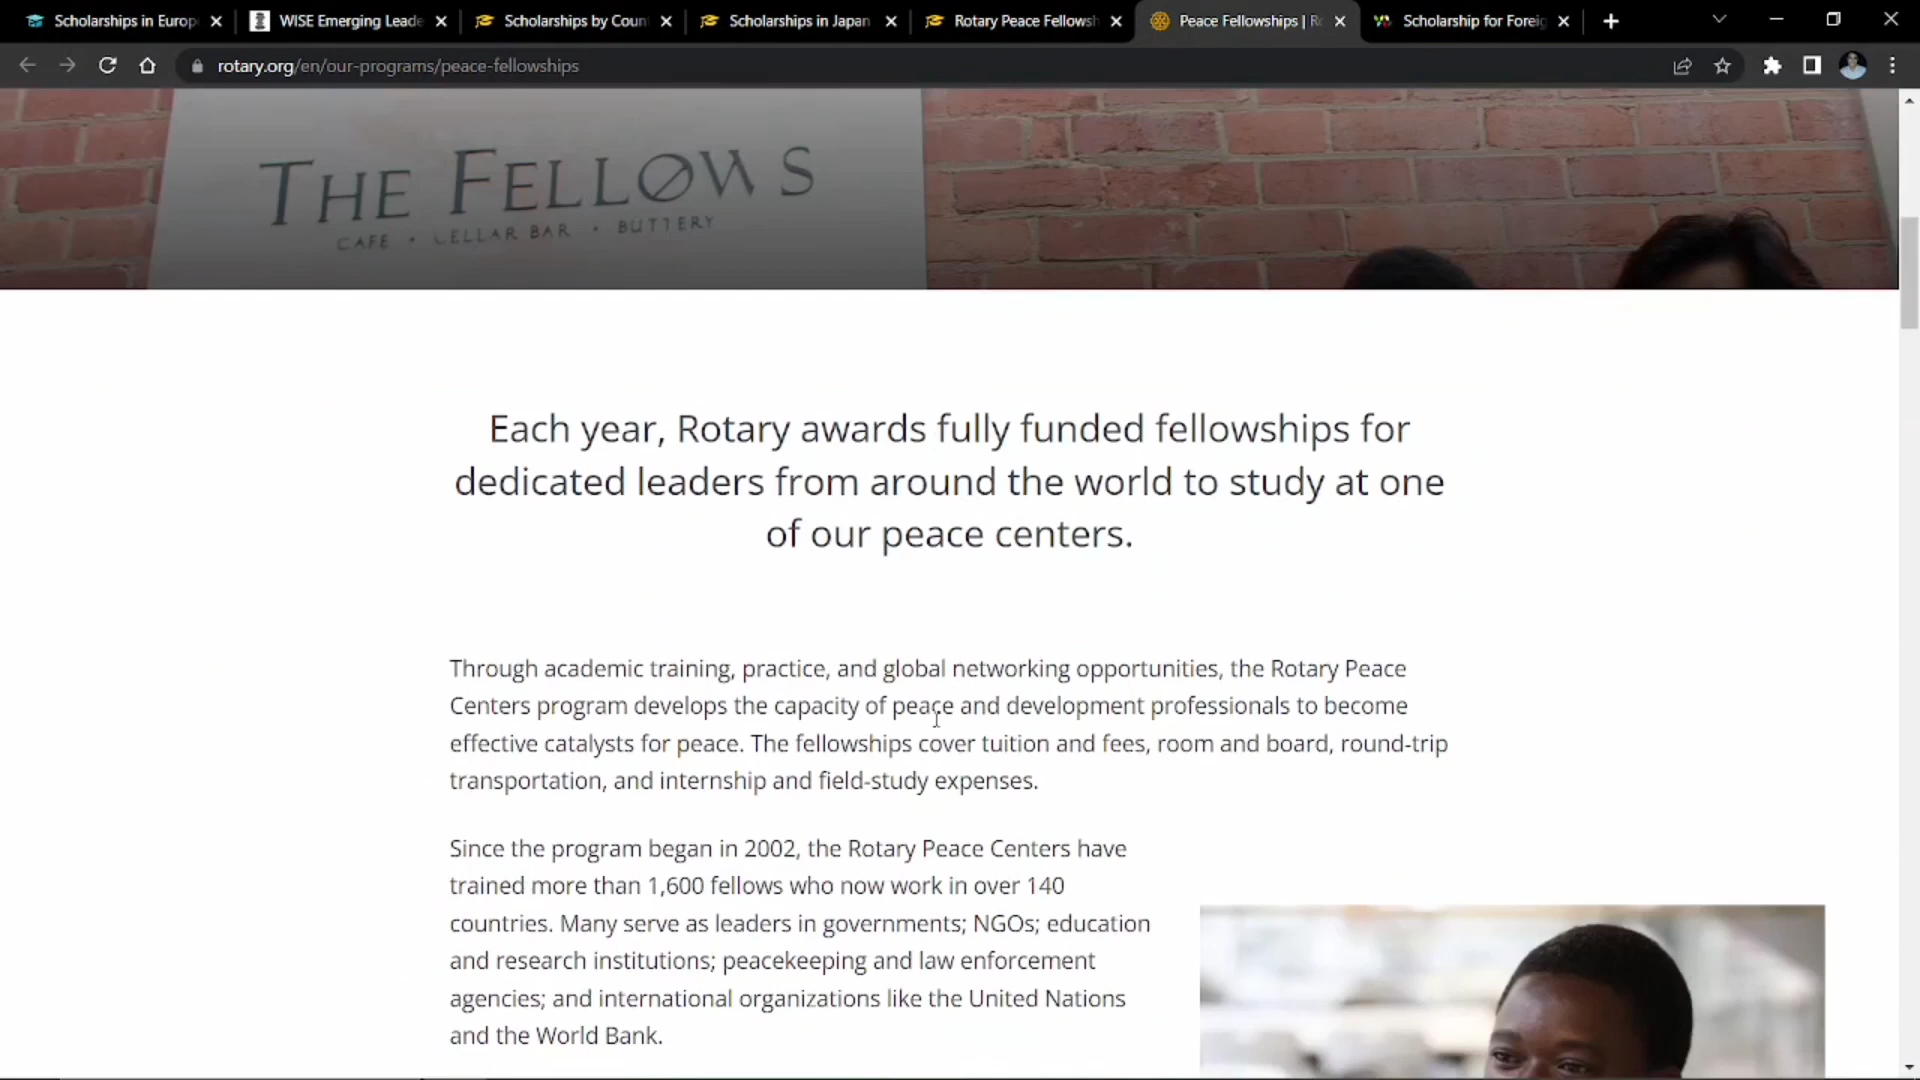 Scholarships in Europ
WISE Emerging Leade
Scholarships by Coun
Scholarships in Japan
Rotary Peace Fellowsh
Peace Fellowships | Ro
Scholarship for Foreig
rotary.org/en/our-programs/peace-fellowships
THE FELLOWS
CAFE • CELLAR BAR • BUTTERY
Each year, Rotary awards fully funded fellowships for
dedicated leaders from around the world to study at one
of our peace centers.
Through academic training, practice, and global networking opportunities, the Rotary Peace
Centers program develops the capacity of peace and development professionals to become
effective catalysts for peace. The fellowships cover tuition and fees, room and board, round-trip
transportation, and internship and field-study expenses.
Since the program began in 2002, the Rotary Peace Centers have
trained more than 1,600 fellows who now work in over 140
countries. Many serve as leaders in governments; NGOs; education
and research institutions; peacekeeping and law enforcement
agencies; and international organizations like the United Nations
and the World Bank.